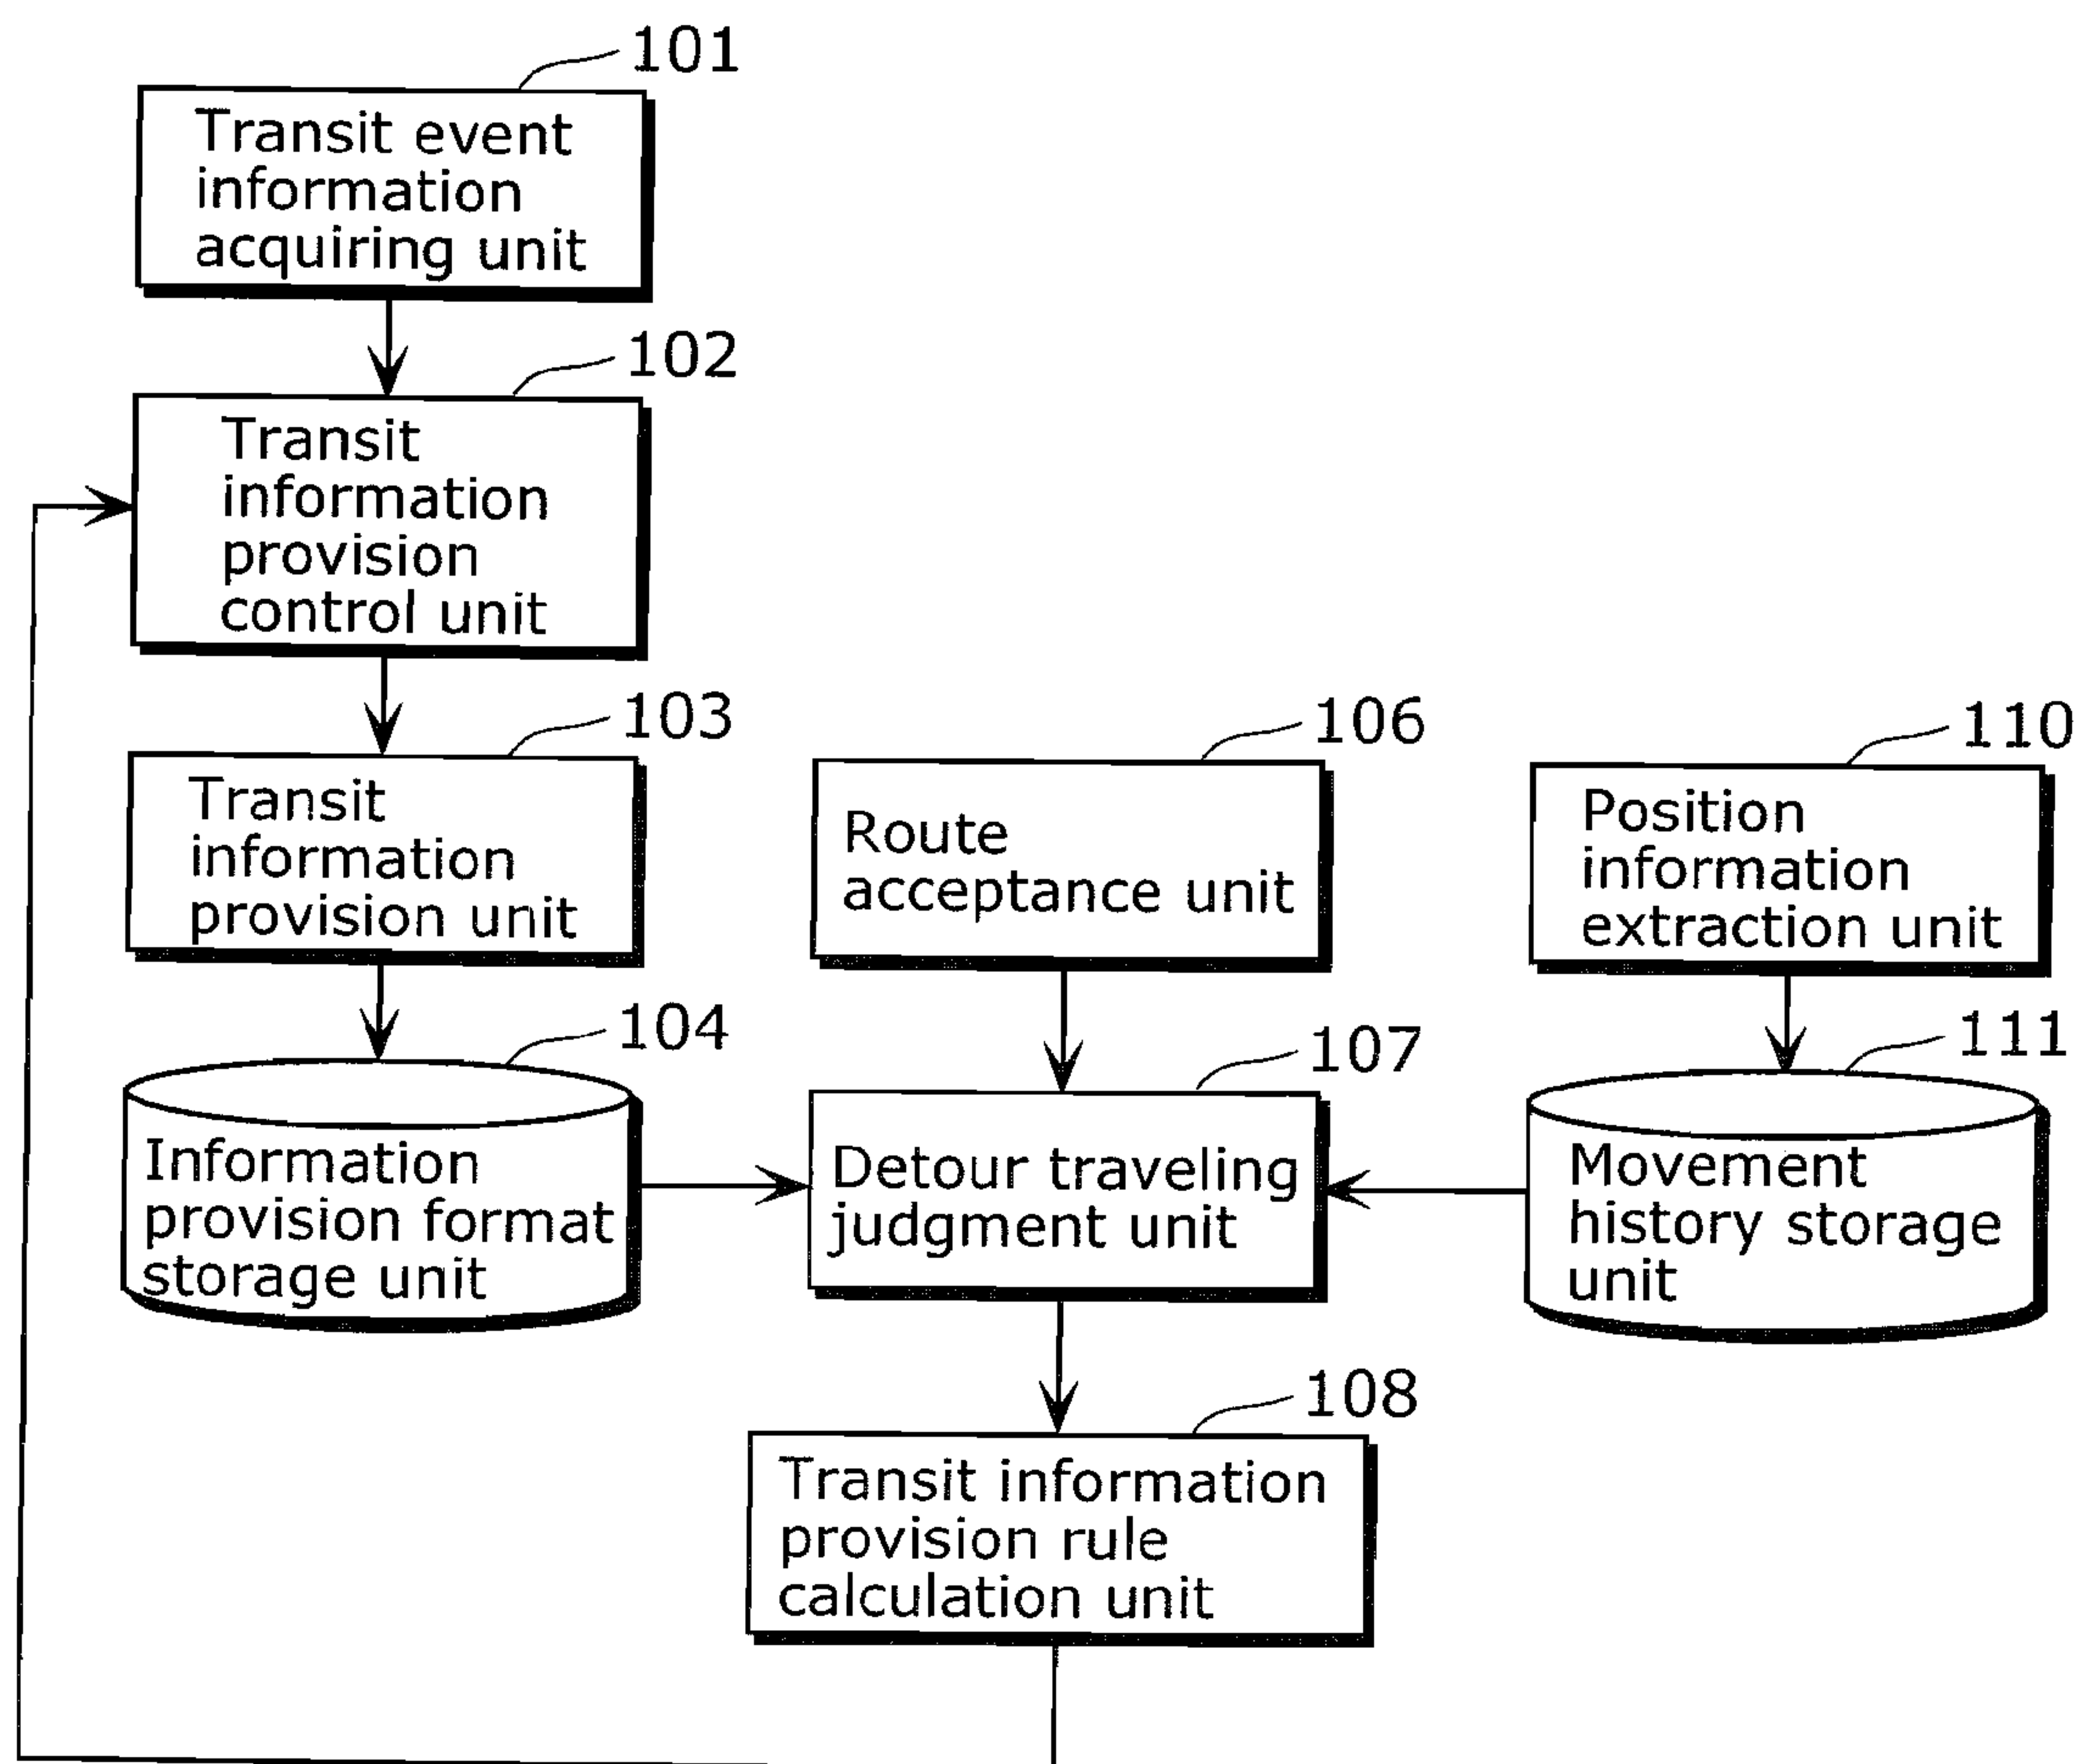 101
Transit event
information
acquiring unit
102
Transit
information
provision
control unit
103
Transit
information
provision unit
106
Route
acceptance unit
110
Position
information
extraction unit
104
Information
provision format
storage unit
107
Detour traveling
judgment unit
111
Movement
history storage
unit
108
Transit information
provision rule
calculation unit